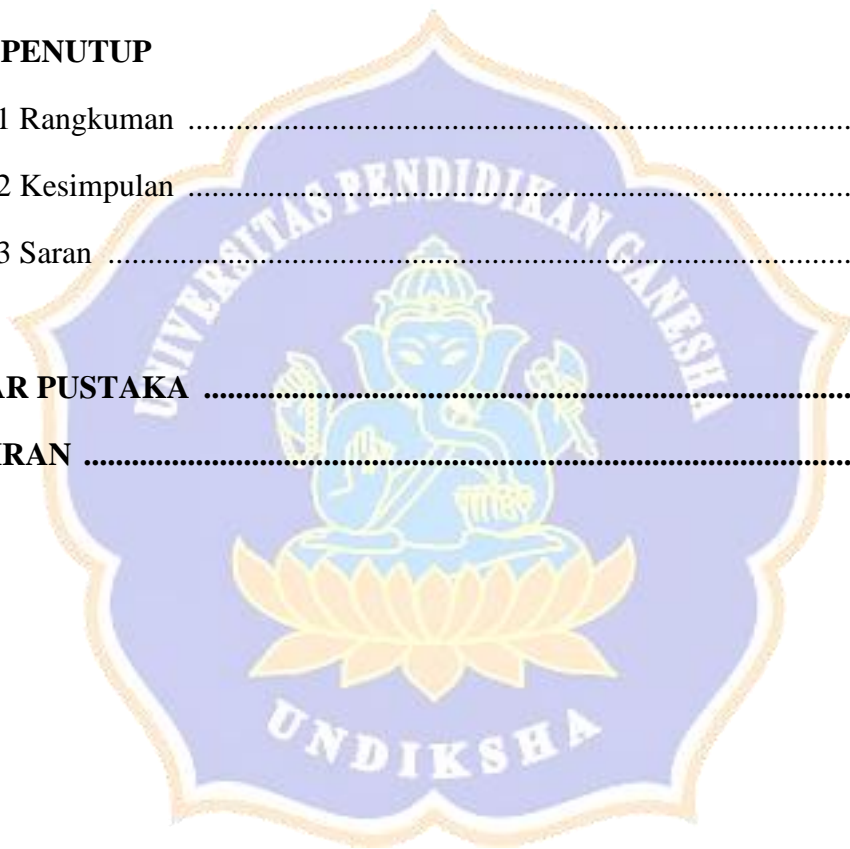 PENUTUP
1 Rangkuman ....................................................................................................
2 Kesimpulan ....................................................................................................
3 Saran ....................................................................................................
AR PUSTAKA ....................................................................................................
IRAN ....................................................................................................
UNIVERSITAS PENDIDIKAN GANESHA
UNDIKSHA